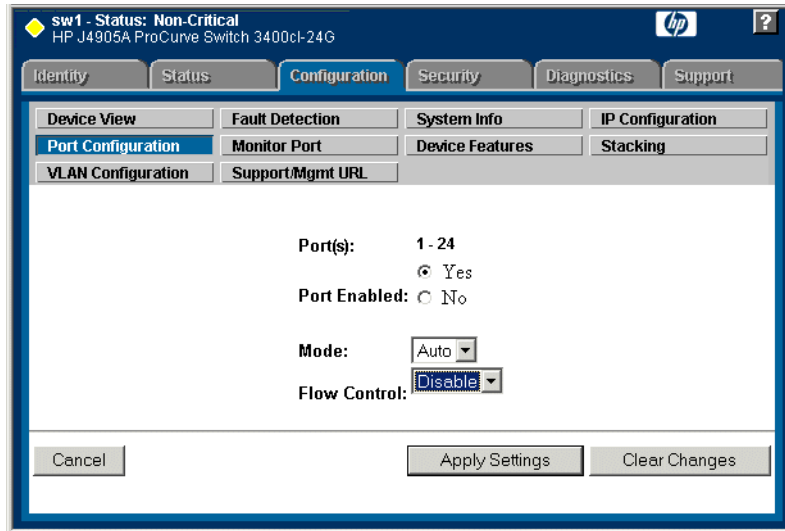 sw1 - Status: Non-Critical
HP J4905A ProCurve Switch 3400cl-24G
hp
?
Identity Status Configuration Security Diagnostics Support
Device View Fault Detection System Info IP Configuration
Port Configuration Monitor Port Device Features Stacking
VLAN Configuration Support/Mgmt URL
Port(s): 1 - 24
Yes
Port Enabled: No
Mode: Auto
Flow Control: Disable
Cancel Apply Settings Clear Changes